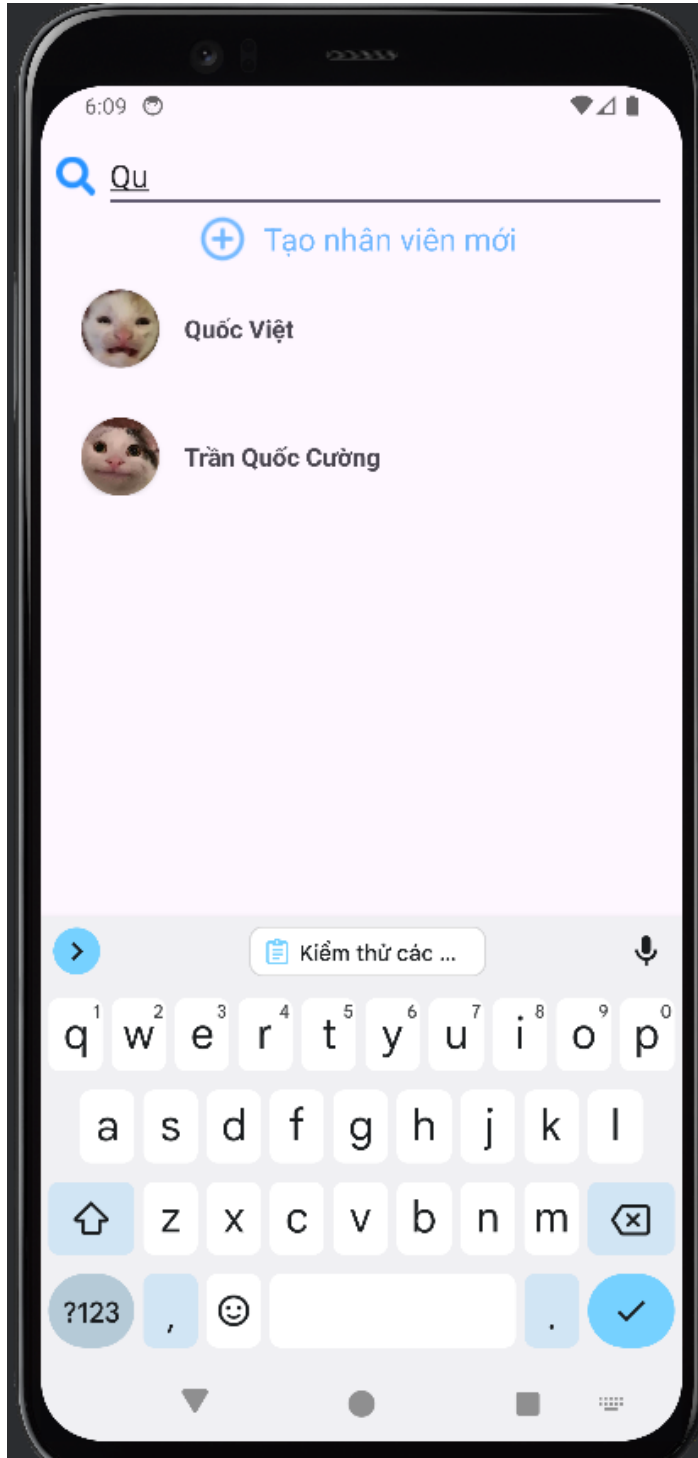 6:09
Qu
Tạo nhân viên mới
Quốc Việt
Trần Quốc Cường
Kiểm thử các ...
1 2 3 4 5 6 7 8 9 0
q w e r t y u i o p
a s d f g h j k l
z x c v b n m
?123 , .